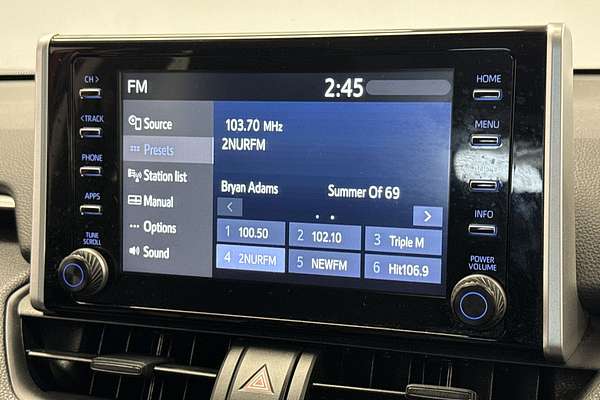 CH >
< TRACK
PHONE
APPS
TUNE
SCROLL
FM
2:45
Source
Presets
Station list
Manual
Options
Sound
103.70 MHz
2NURFM
Bryan Adams
Summer Of 69
<
>
1 100.50
2 102.10
3 Triple M
4 2NURFM
5 NEWFM
6 Hit106.9
HOME
MENU
INFO
POWER
VOLUME